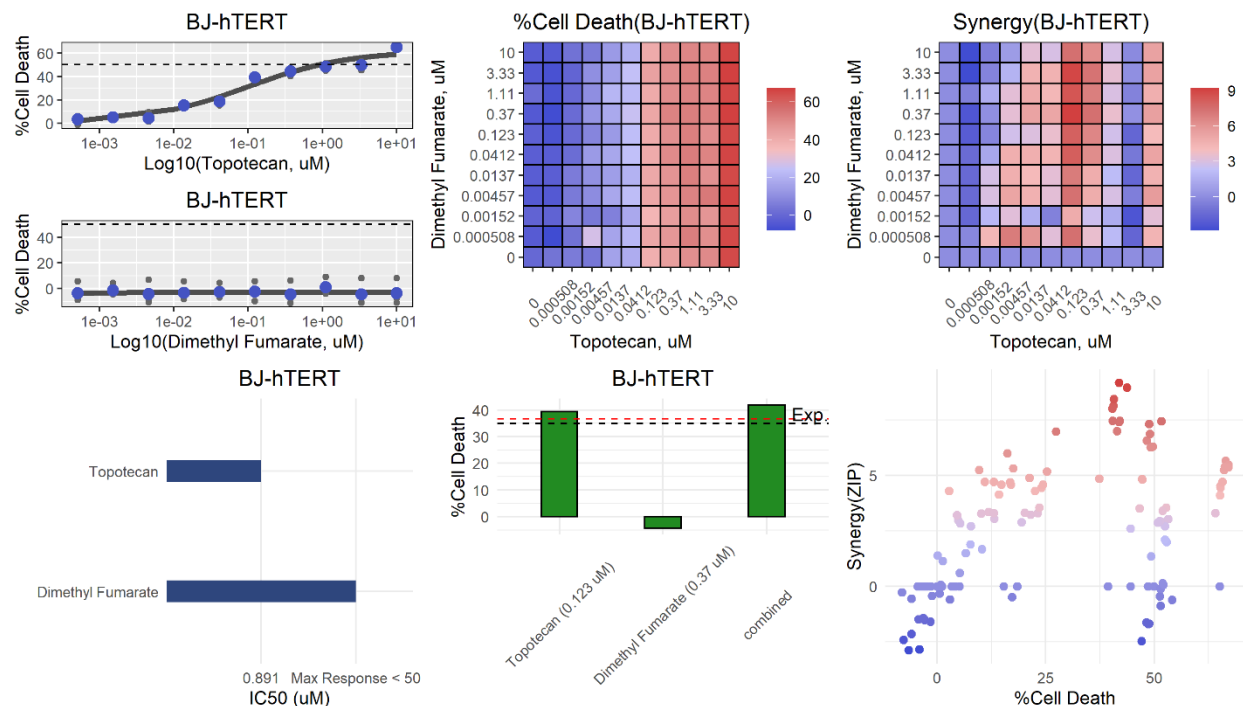 BJ-hTERT
%Cell Death
60
40
20
0
1e-03
1e-02
1e-01
1e+00
1e+01
Log10(Topotecan, uM)
BJ-hTERT
%Cell Death
40
20
0
1e-03
1e-02
1e-01
1e+00
1e+01
Log10(Dimethyl Fumarate, uM)
%Cell Death(BJ-hTERT)
Dimethyl Fumarate, uM
10
3.33
1.11
0.37
0.123
0.0412
0.0137
0.00457
0.00152
0.000508
0
0
0.000508
0.00152
0.00457
0.0137
0.0412
0.123
0.37
1.11
3.33
10
Topotecan, uM
60
40
20
0
Synergy(BJ-hTERT)
Dimethyl Fumarate, uM
10
3.33
1.11
0.37
0.123
0.0412
0.0137
0.00457
0.00152
0.000508
0
0
0.000508
0.00152
0.00457
0.0137
0.0412
0.123
0.37
1.11
3.33
10
Topotecan, uM
9
6
3
0
BJ-hTERT
Topotecan
Dimethyl Fumarate
0.891
Max Response < 50
IC50 (uM)
BJ-hTERT
%Cell Death
40
30
20
10
0
Exp.
Topotecan (0.123 uM)
Dimethyl Fumarate (0.37 uM)
combined
Synergy(ZIP)
5
0
0
50
%Cell Death